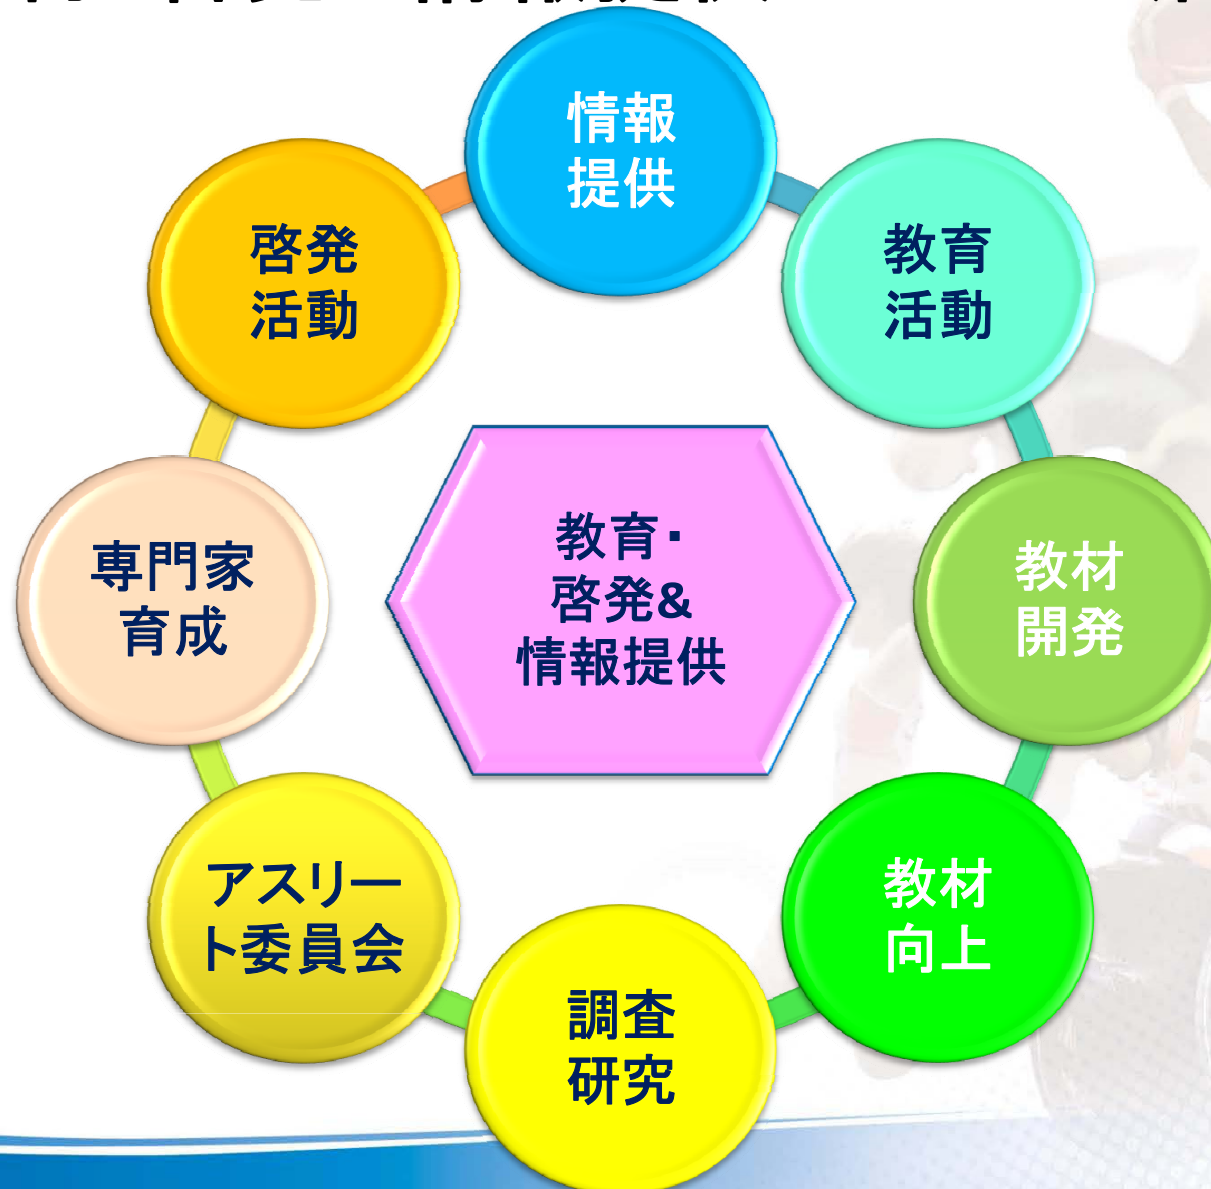 情報
提供
教育
活動
教材
開発
教材
向上
調査
研究
アスリー
ト委員会
専門家
育成
啓発
活動
教育・
啓発&
情報提供